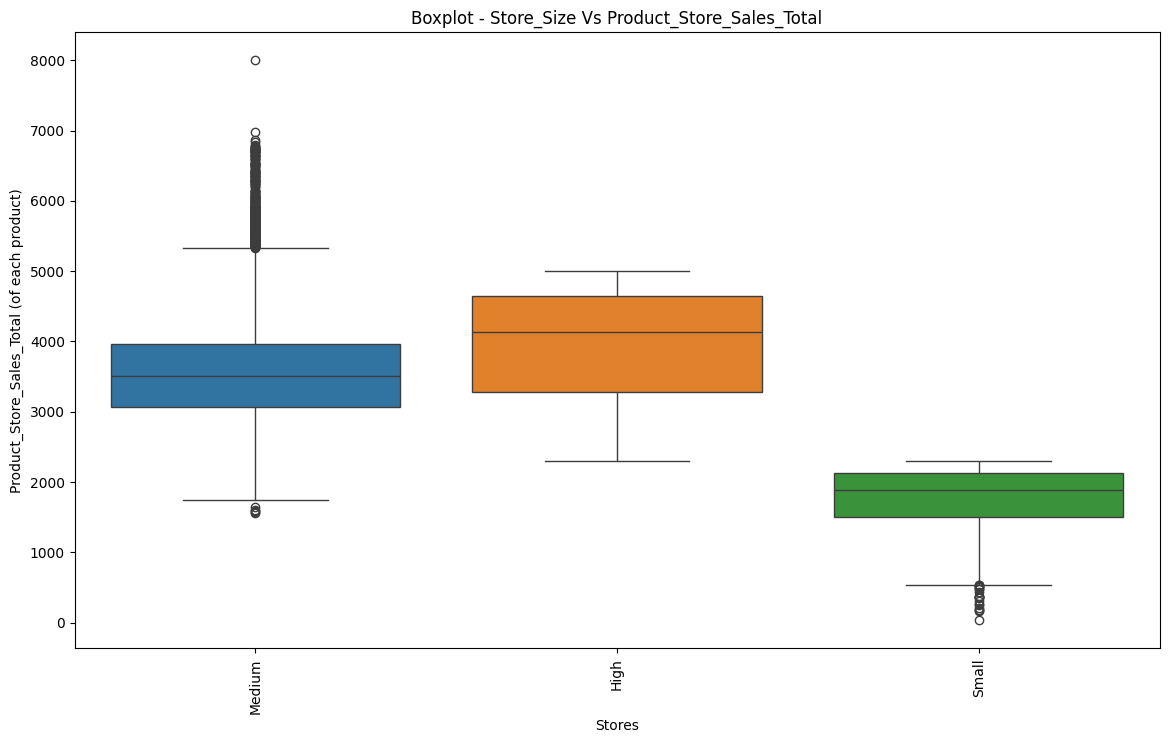 Boxplot - Store_Size Vs Product_Store_Sales_Total
Product_Store_Sales_Total (of each product)
8000
7000
6000
5000
4000
3000
2000
1000
0
Medium
High
Small
Stores